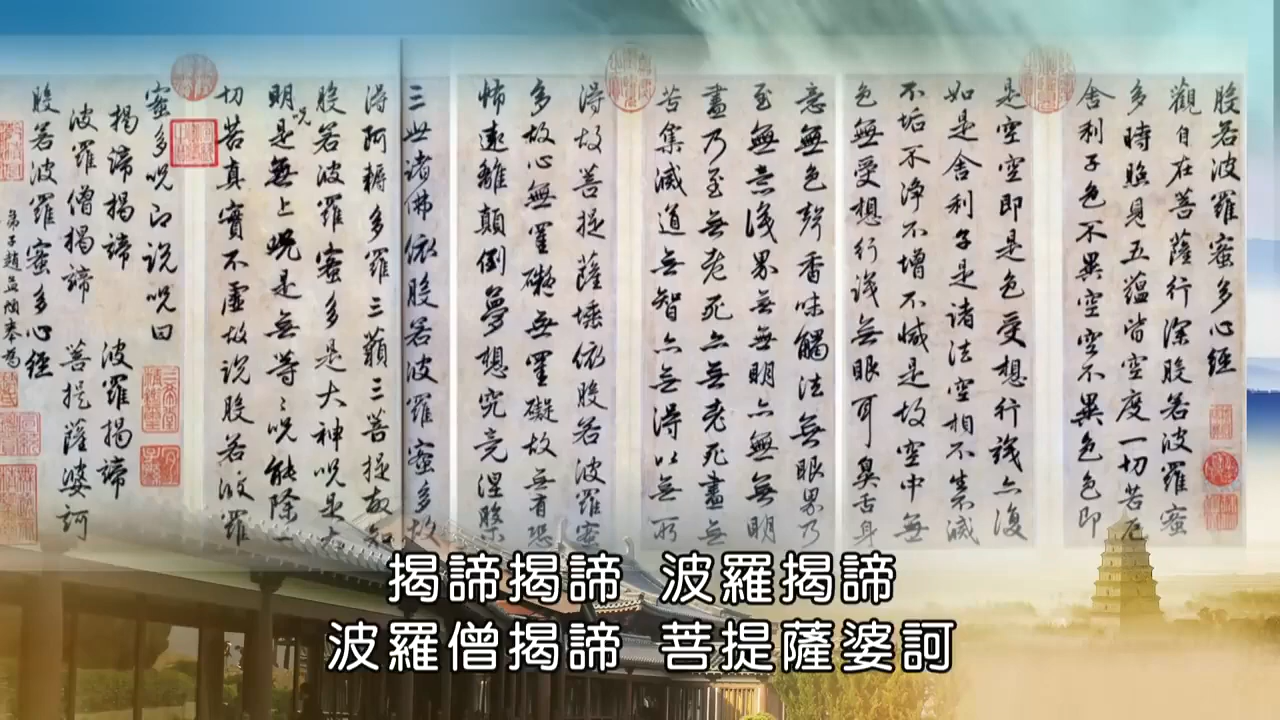 般若波羅蜜多心經
觀自在菩薩行深般若波羅蜜
多時照見五蘊皆空度一切苦厄
舍利子色不異空空不異色色即
是空空即是色受想行識亦復
如是舍利子是諸法空相不生滅
不垢不淨不增不減是故空中無
色無受想行識無眼耳鼻舌身
意無色聲香味觸法無眼界乃
至無意識界無無明亦無無明
盡乃至無老死亦無老死盡無
苦集滅道無智亦無得以無所
得故菩提薩埵依般若波羅蜜
多故心無罣礙無罣礙故無有恐
怖遠離顛倒夢想究竟涅槃
三世諸佛依般若波羅蜜多故
得阿耨多羅三藐三菩提故知
般若波羅蜜多是大神呪是大
明呪是無上呪是無等〻呪能除一
切苦真實不虛故說般若波羅
蜜多呪即說呪曰
揭諦揭諦 波羅揭諦
波羅僧揭諦 菩提薩婆訶
般若波羅蜜多心經
弟子趙孟頫奉為
揭諦揭諦 波羅揭諦
波羅僧揭諦 菩提薩婆訶